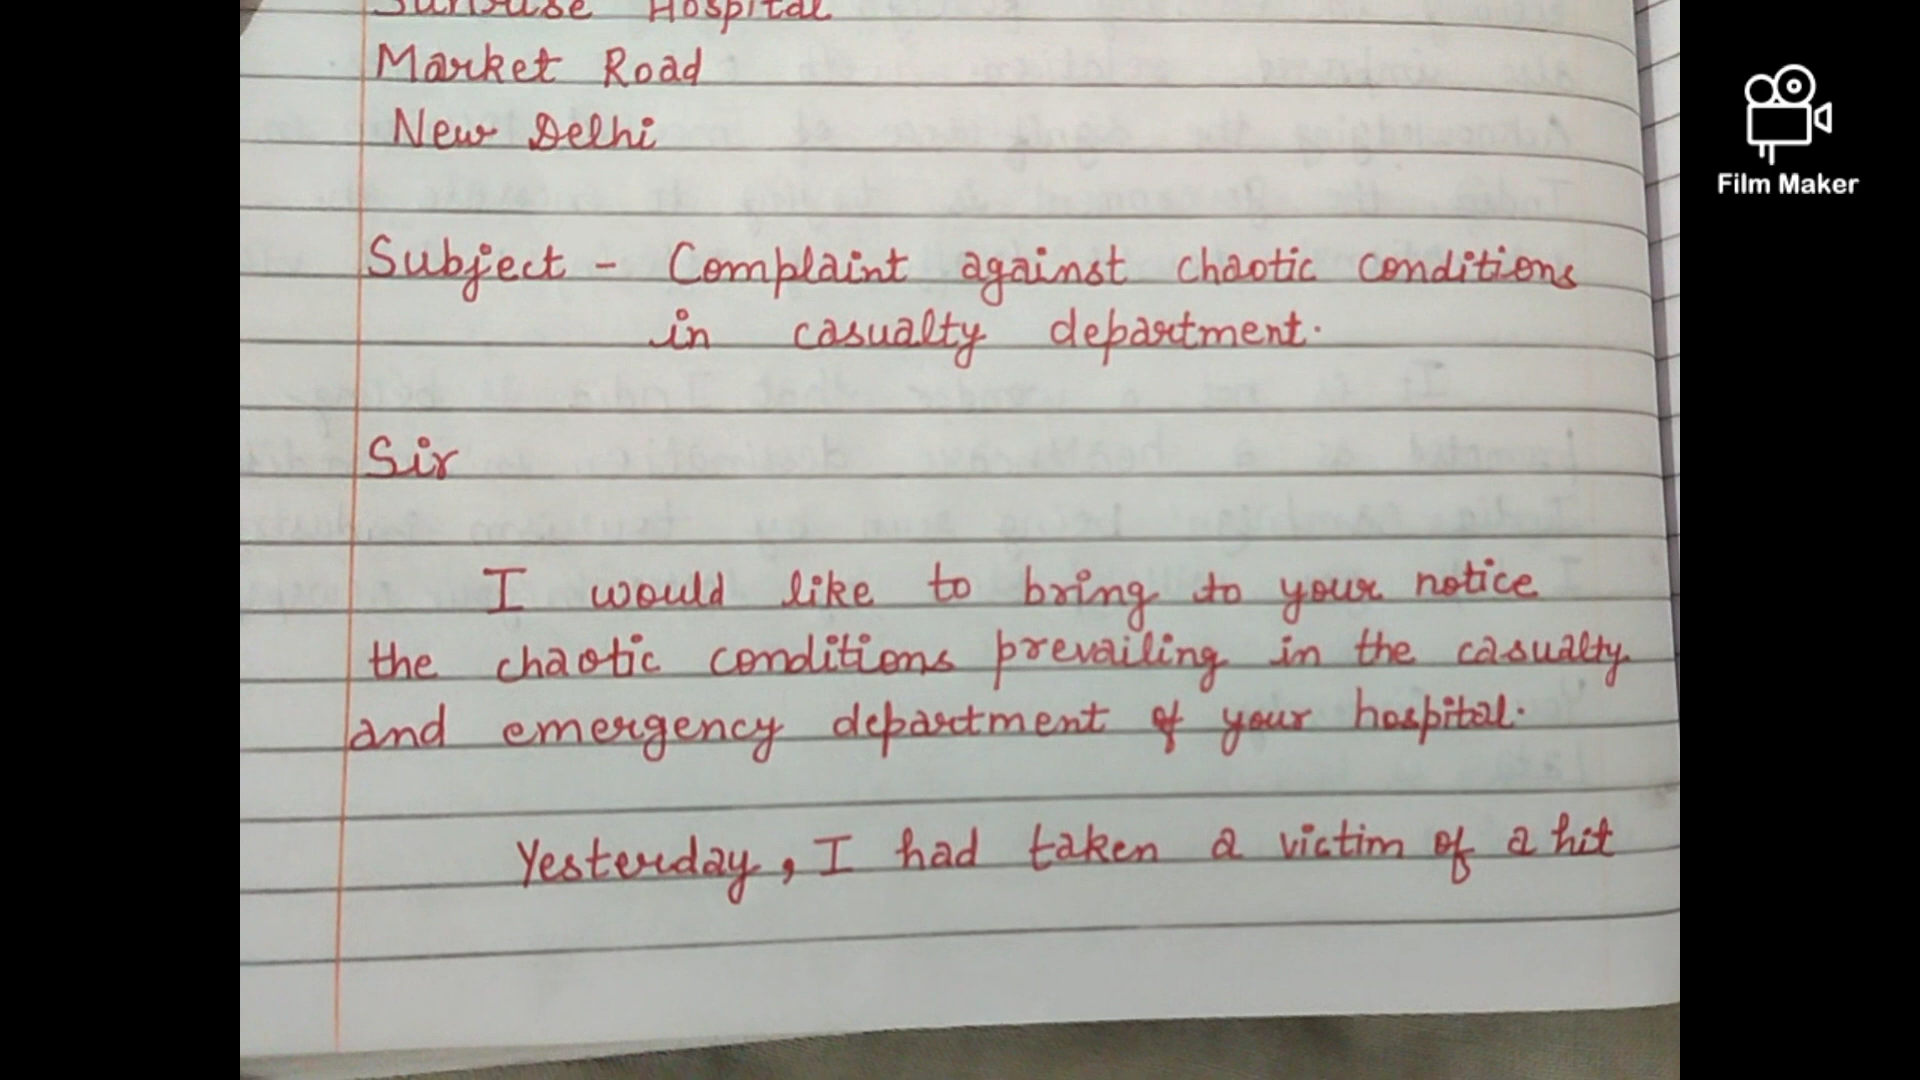 Hospital
Market Road
New Delhi
Subject - Complaint against chaotic conditions
in casualty department.
Sir
I would like to bring to your notice
the chaotic conditions prevailing in the casualty
and emergency department of your hospital.
Yesterday, I had taken a victim of a hit
Film Maker